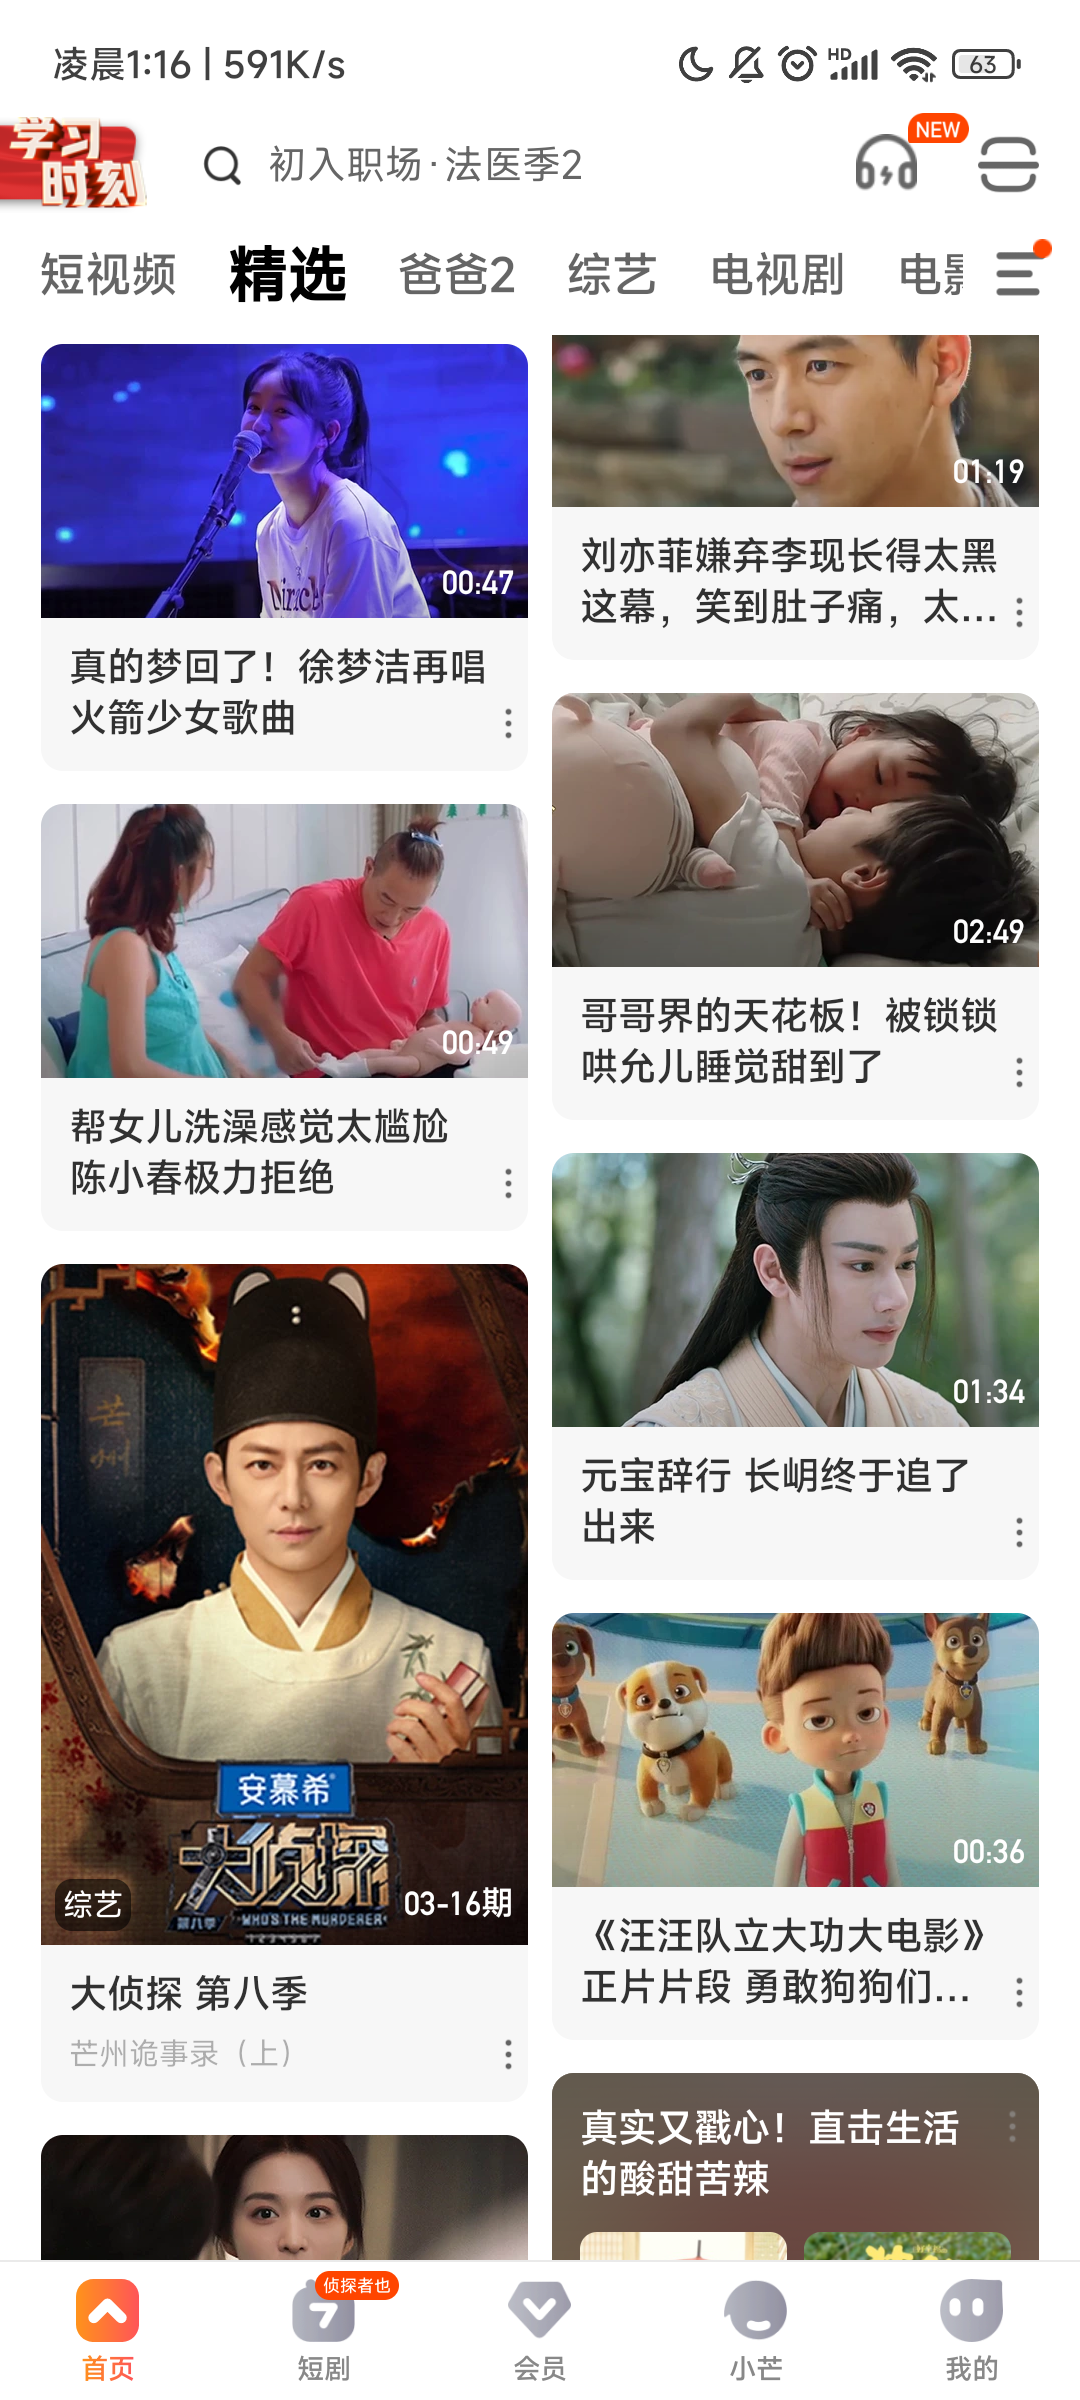 凌晨1:16 | 591K/s
HD
63
学习
时刻
初入职场·法医季2
NEW
短视频 精选 爸爸2 综艺 电视剧 电影
00:47
真的梦回了！徐梦洁再唱
火箭少女歌曲
01:19
刘亦菲嫌弃李现长得太黑
这幕，笑到肚子痛，太...
00:49
帮女儿洗澡感觉太尴尬
陈小春极力拒绝
02:49
哥哥界的天花板！被锁锁
哄允儿睡觉甜到了
芒
州
安慕希
大侦探
第八季 WHO'S THE MURDERER
综艺
03-16期
大侦探 第八季
芒州诡事录（上）
01:34
元宝辞行 长岄终于追了
出来
00:36
《汪汪队立大功大电影》
正片片段 勇敢狗狗们...
真实又戳心！直击生活
的酸甜苦辣
首页
侦探者也
短剧
会员
小芒
我的